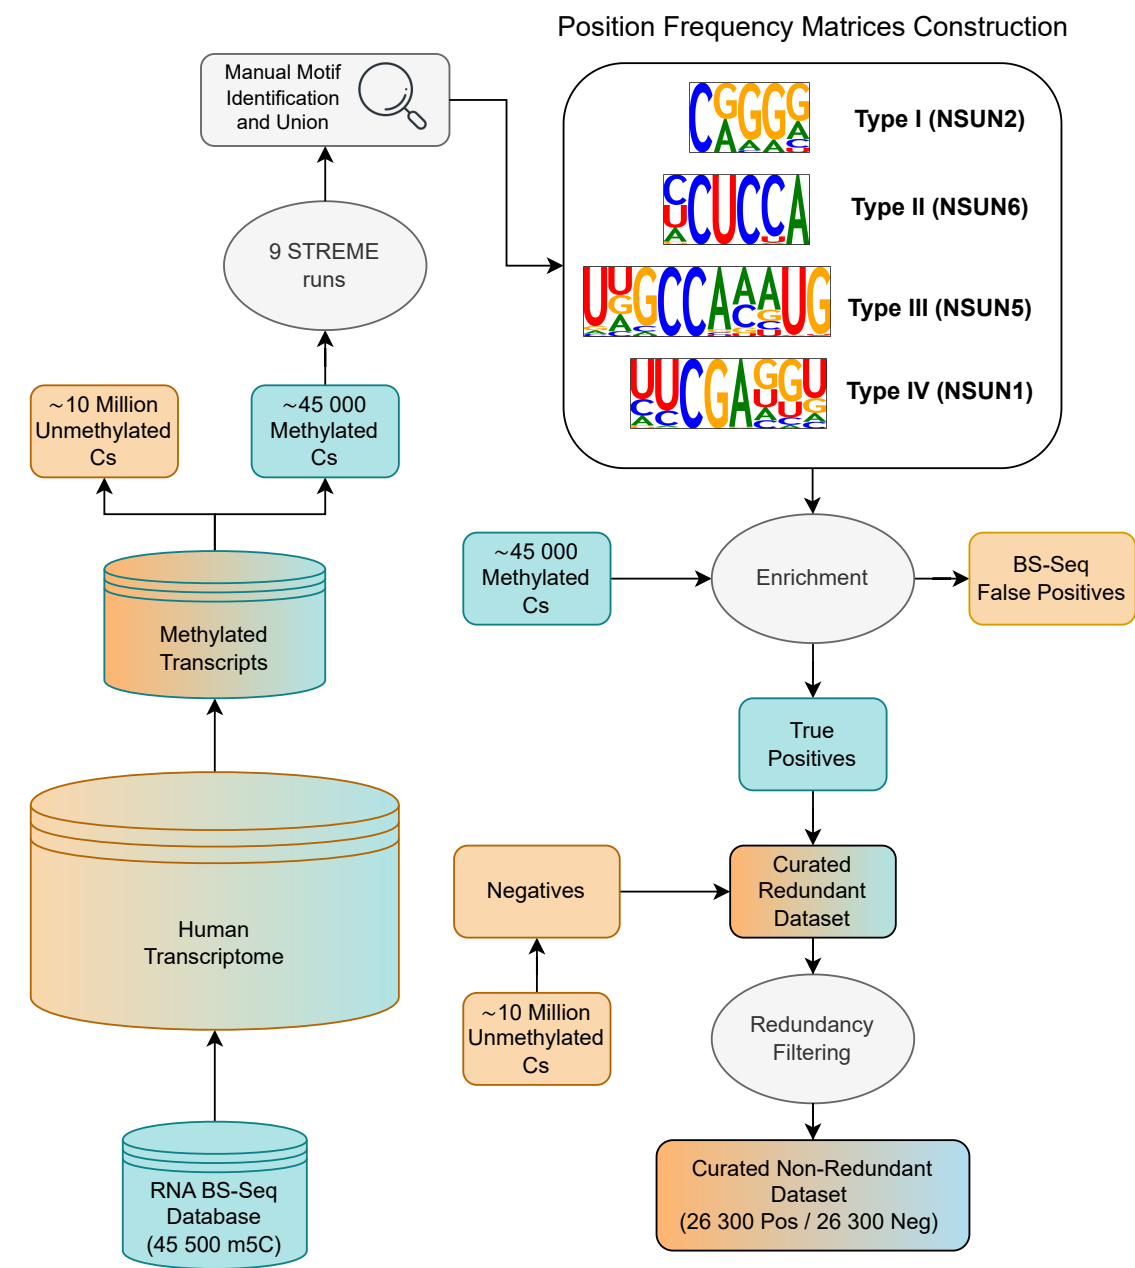 Position Frequency Matrices Construction
Manual Motif
Identification
and Union
Type I (NSUN2)
Type II (NSUN6)
Type III (NSUN5)
Type IV (NSUN1)
9 STREME
runs
~10 Million
Unmethylated
Cs
~45 000
Methylated
Cs
Methylated
Transcripts
Human
Transcriptome
RNA BS-Seq
Database
(45 500 m5C)
~45 000
Methylated
Cs
Enrichment
BS-Seq
False Positives
True
Positives
Negatives
Curated
Redundant
Dataset
~10 Million
Unmethylated
Cs
Redundancy
Filtering
Curated Non-Redundant
Dataset
(26 300 Pos / 26 300 Neg)